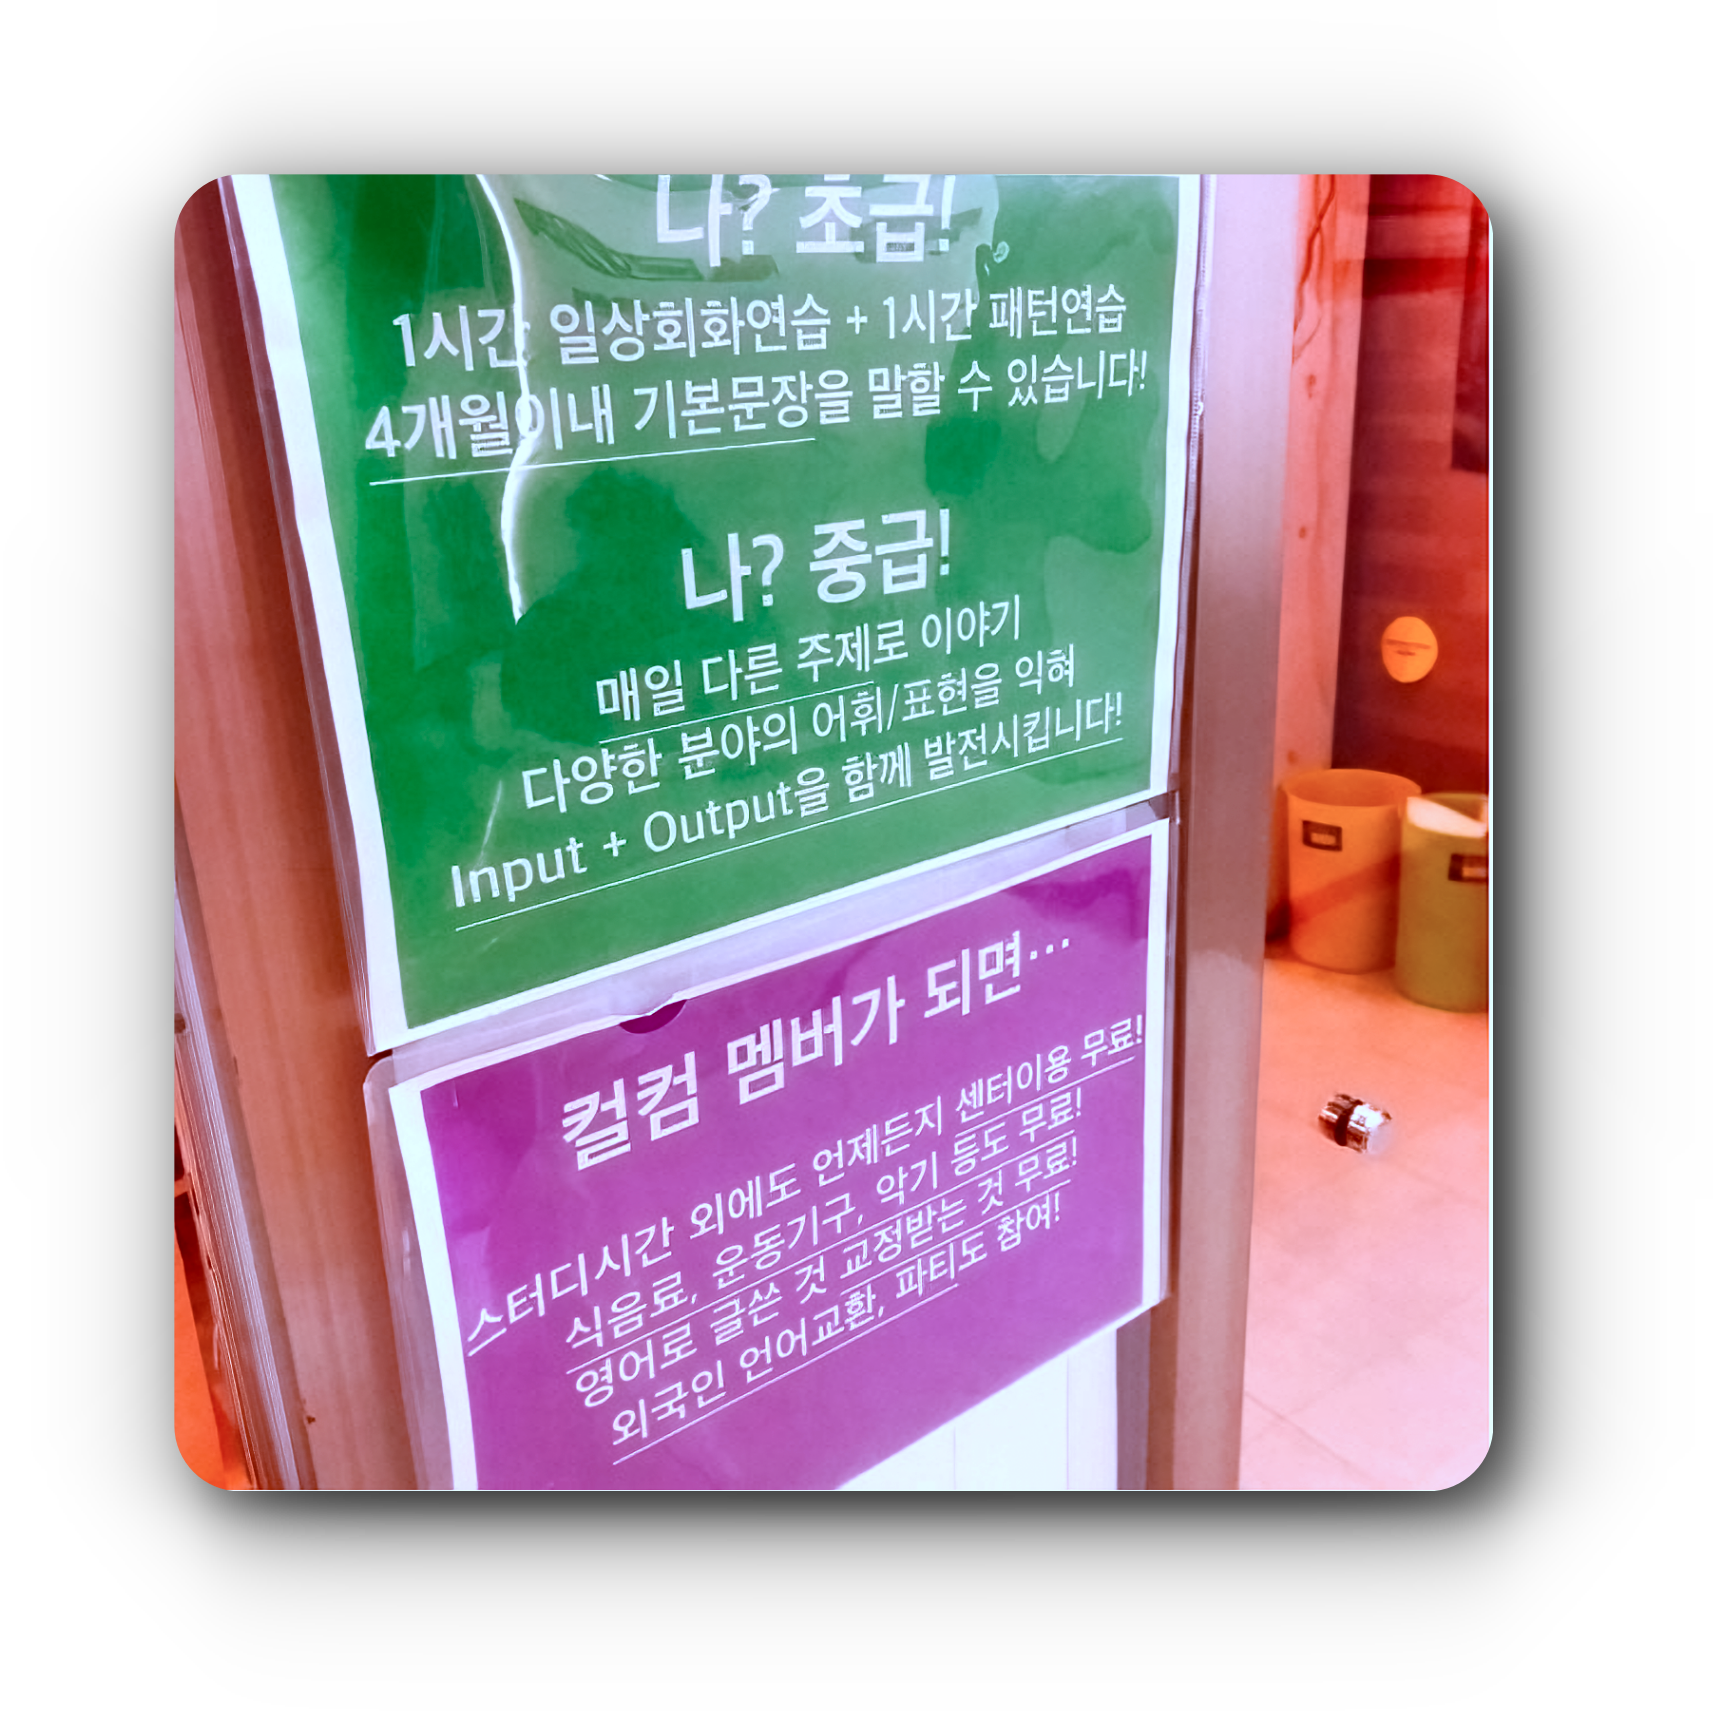 나? 초급!
1시간 일상회화연습 + 1시간 패턴연습
4개월이내 기본문장을 말할 수 있습니다!
나? 중급!
매일 다른 주제로 이야기
다양한 분야의 어휘/표현을 익혀
Input + Output을 함께 발전시킵니다!
컬컴 멤버가 되면…
스터디시간 외에도 언제든지 센터이용 무료!
식음료, 운동기구, 악기 등도 무료!
영어로 글쓴 것 교정받는 것 무료!
외국인 언어교환, 파티도 참여!